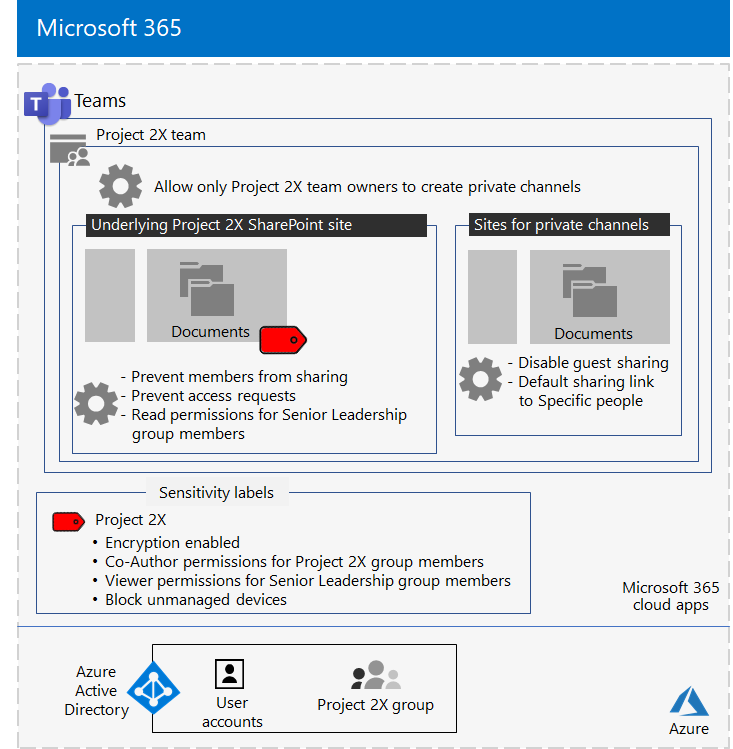 Microsoft 365
T
Teams
Project 2X team
Allow only Project 2X team owners to create private channels
Underlying Project 2X SharePoint site
Documents
- Prevent members from sharing
- Prevent access requests
- Read permissions for Senior Leadership
group members
Sites for private channels
Documents
- Disable guest sharing
- Default sharing link
to Specific people
Sensitivity labels
Project 2X
• Encryption enabled
• Co-Author permissions for Project 2X group members
• Viewer permissions for Senior Leadership group members
• Block unmanaged devices
Microsoft 365
cloud apps
Azure
Active
Directory
User
accounts
Project 2X group
Azure